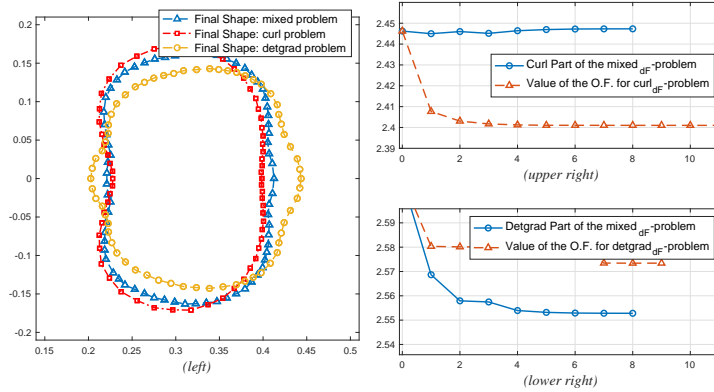 Final Shape: mixed problem
Final Shape: curl problem
Final Shape: detgrad problem
0.2
0.15
0.1
0.05
0
-0.05
-0.1
-0.15
-0.2
0.15 0.2 0.25 0.3 0.35 0.4 0.45 0.5
(left)
2.45
2.44
2.43
2.42
2.41
2.4
2.39
Curl Part of the mixed dF-problem
Value of the O.F. for curl dF-problem
0 2 4 6 8 10
(upper right)
2.59
2.58
2.57
2.56
2.55
2.54
Detgrad Part of the mixed dF-problem
Value of the O.F. for detgrad dF-problem
0 2 4 6 8 10
(lower right)